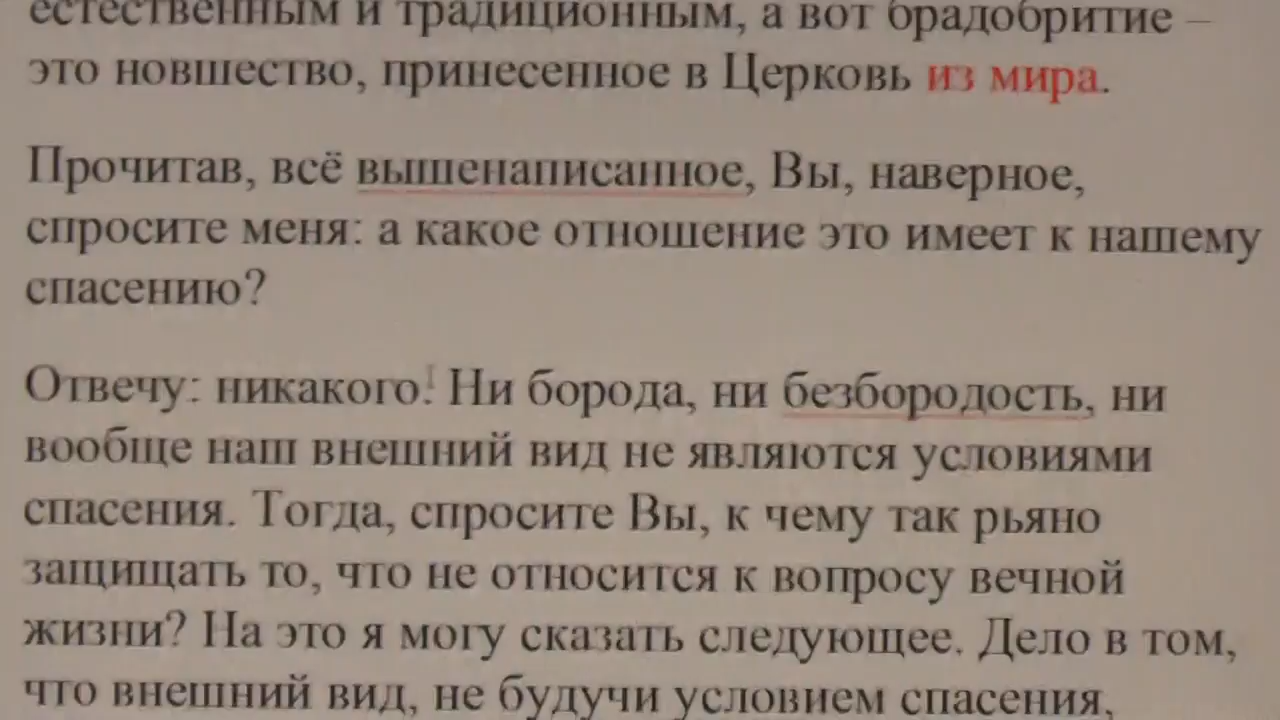 естественным и традиционным, а вот брадобритие –
это новшество, принесенное в Церковь из мира.
Прочитав, всё вышенаписанное, Вы, наверное,
спросите меня: а какое отношение это имеет к нашему
спасению?
Отвечу: никакого! Ни борода, ни безбородость, ни
вообще наш внешний вид не являются условиями
спасения. Тогда, спросите Вы, к чему так рьяно
защищать то, что не относится к вопросу вечной
жизни? На это я могу сказать следующее. Дело в том,
что внешний вид, не будучи условием спасения,